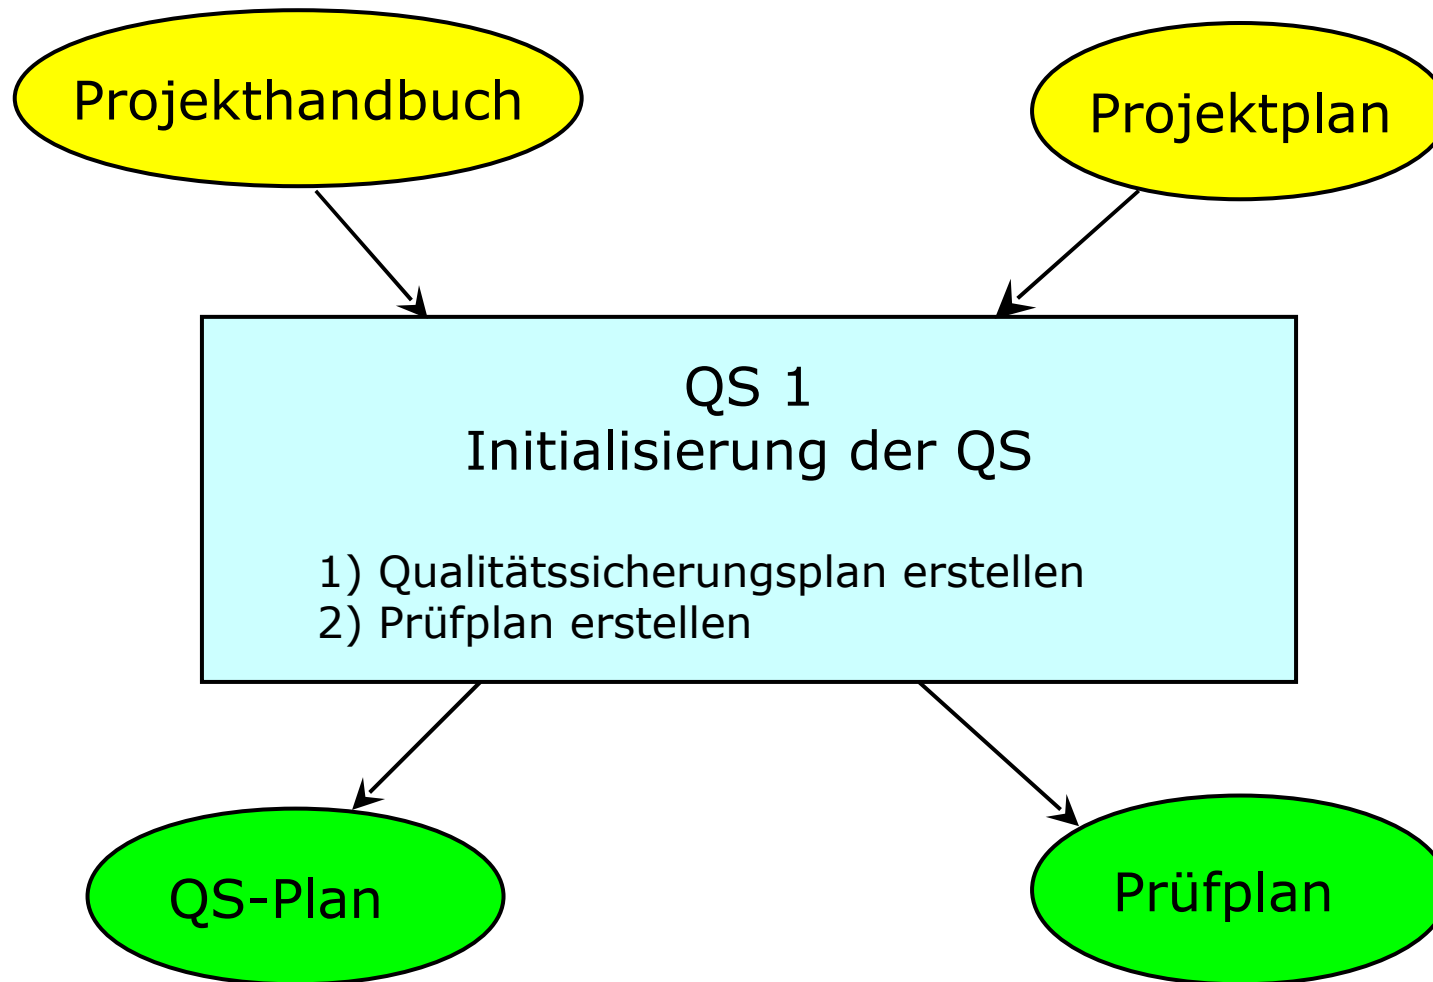 Projekthandbuch
Projektplan
QS 1
Initialisierung der QS
1) Qualitätssicherungsplan erstellen
2) Prüfplan erstellen
QS-Plan
Prüfplan